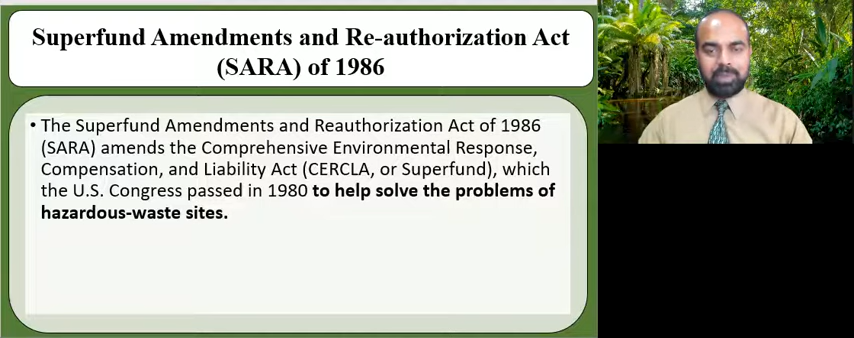 Superfund Amendments and Re-authorization Act
(SARA) of 1986
• The Superfund Amendments and Reauthorization Act of 1986
(SARA) amends the Comprehensive Environmental Response,
Compensation, and Liability Act (CERCLA, or Superfund), which
the U.S. Congress passed in 1980 to help solve the problems of
hazardous-waste sites.